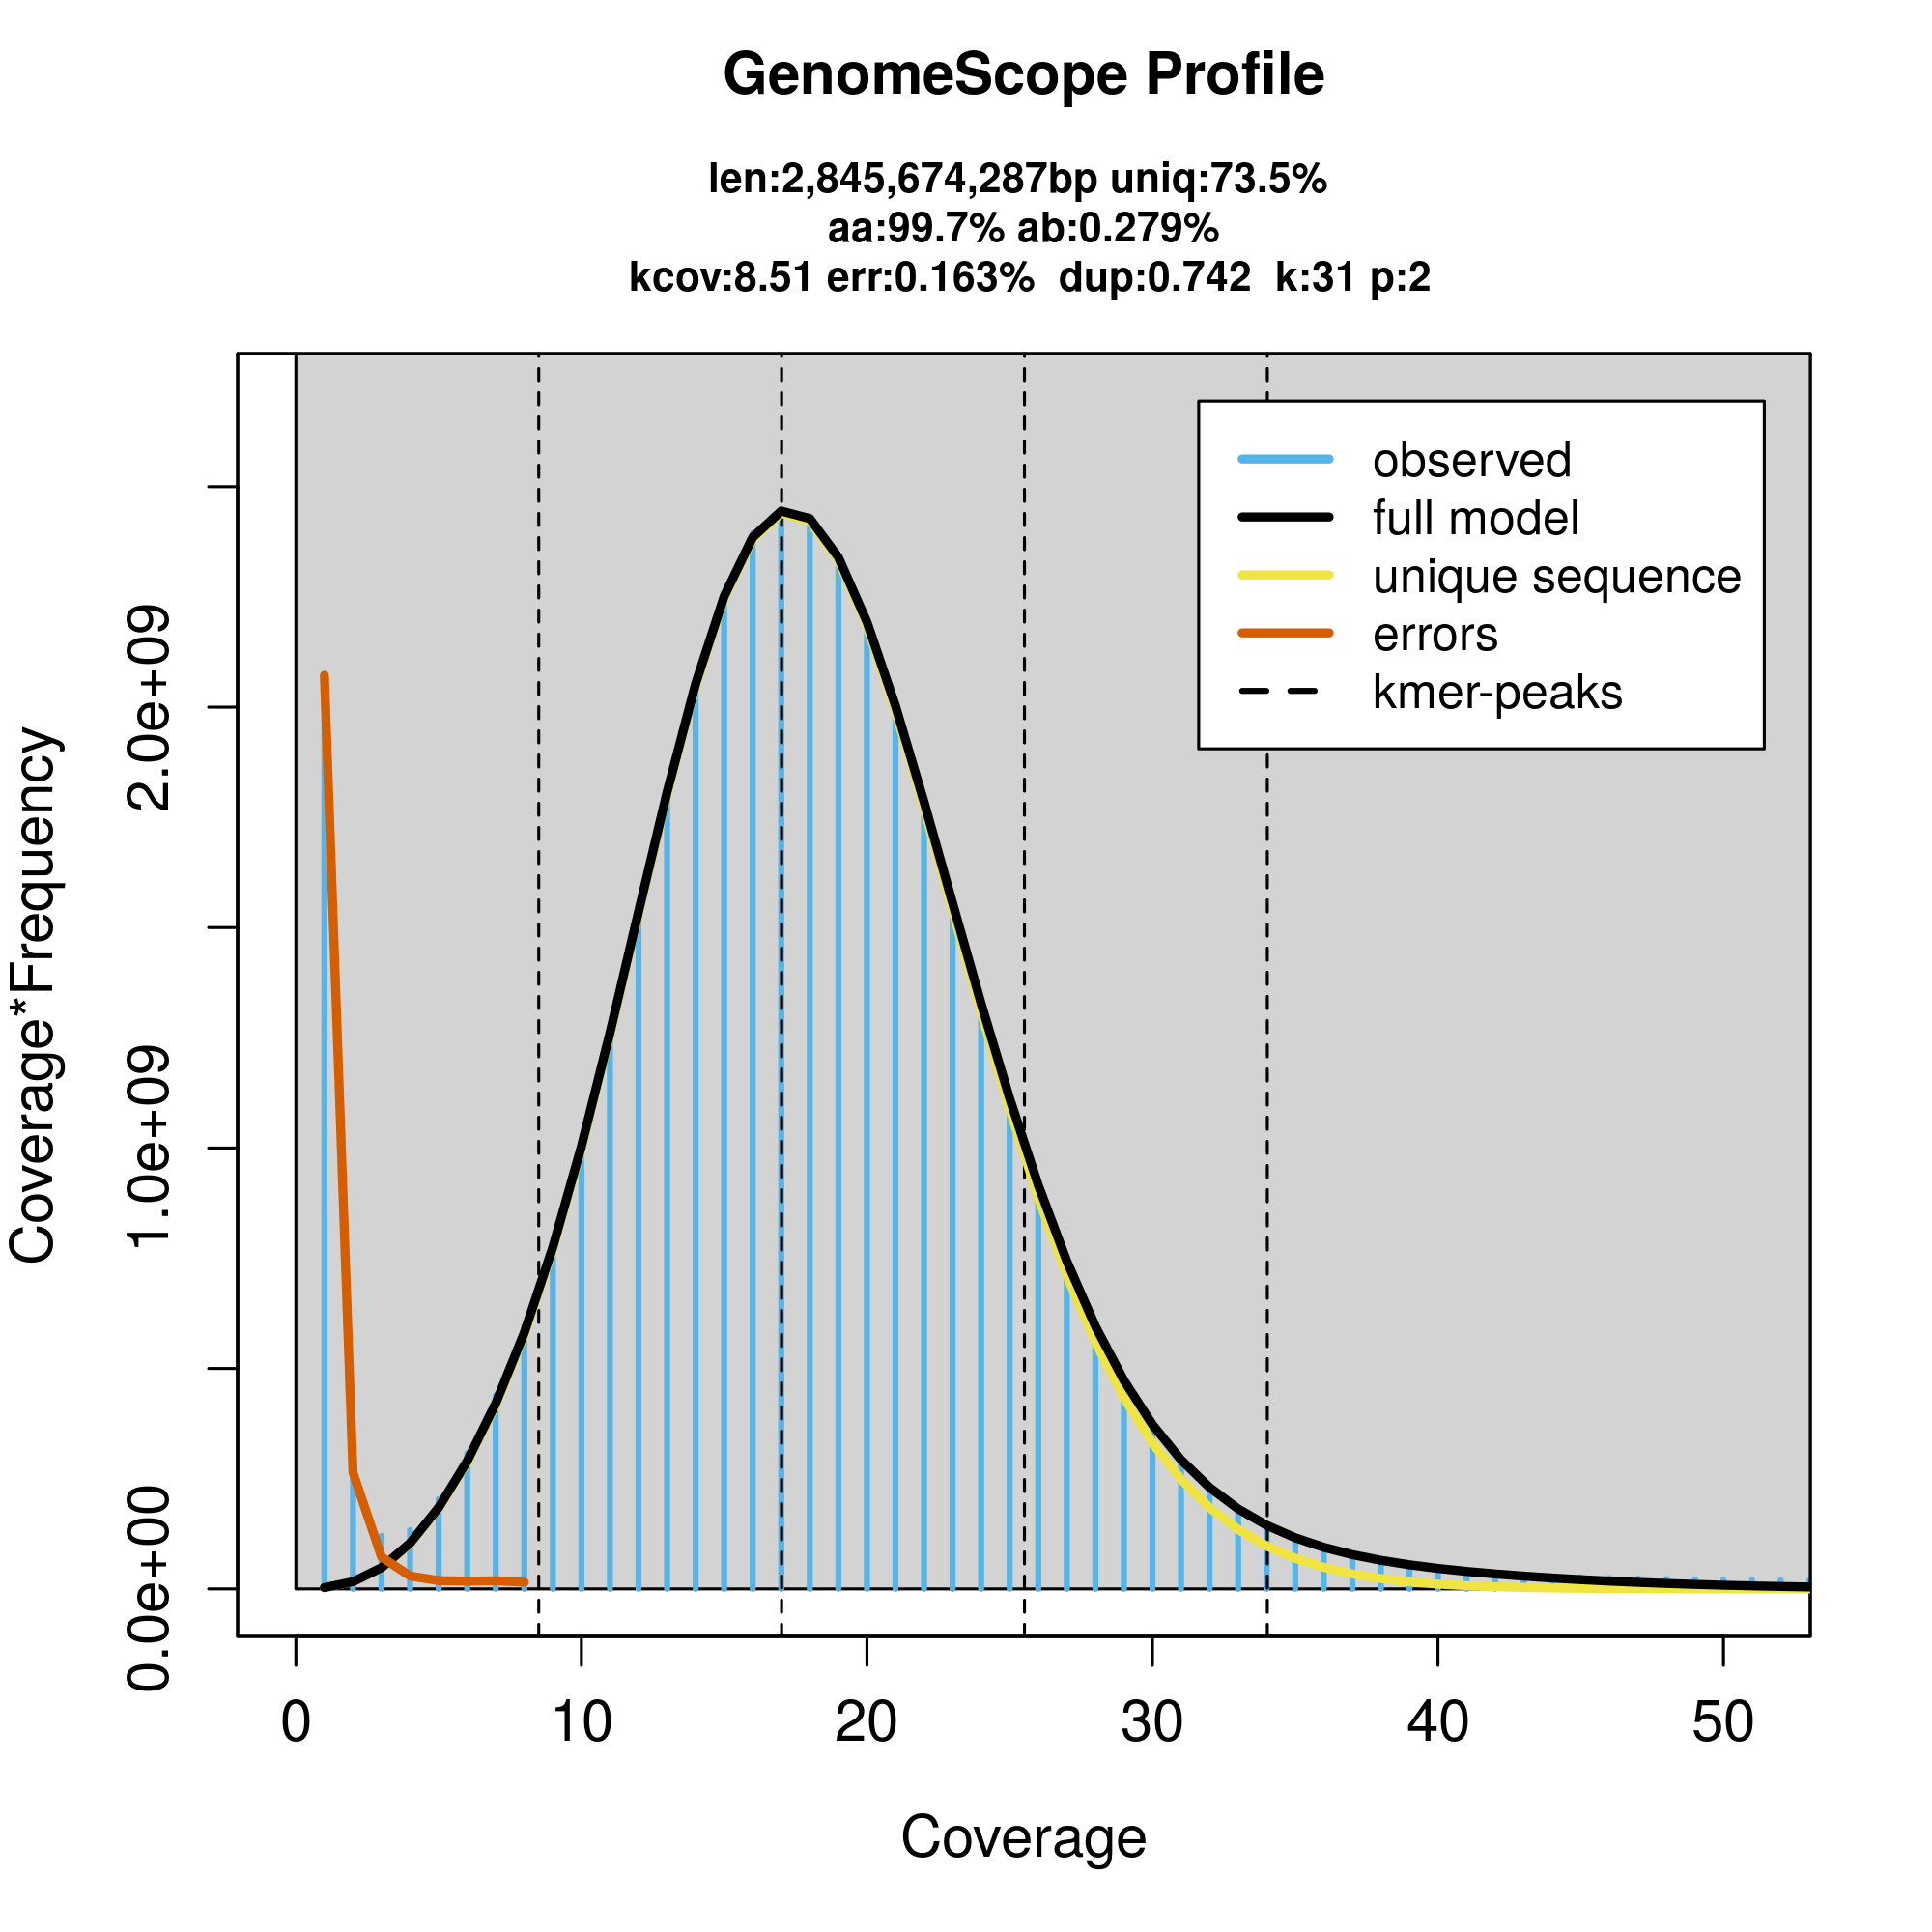 GenomeScope Profile
len:2,845,674,287bp uniq:73.5%
aa:99.7% ab:0.279%
kcov:8.51 err:0.163% dup:0.742 k:31 p:2
observed
full model
unique sequence
errors
kmer-peaks
Coverage*Frequency
2.0e+09
1.0e+09
0.0e+00
0 10 20 30 40 50
Coverage